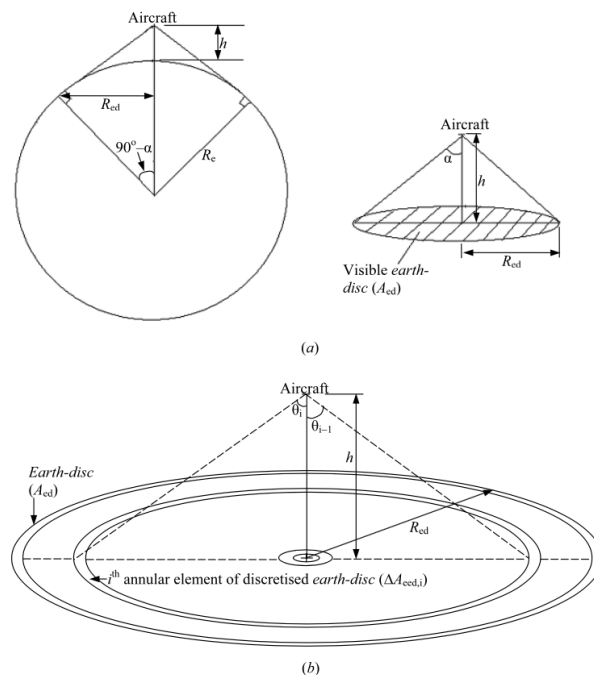 Aircraft
h
R_ed
90°–α
R_e
Aircraft
α
h
Visible earth-
disc (A_ed)
R_ed
(a)
Aircraft
θ_i
θ_i–1
h
Earth-disc
(A_ed)
R_ed
i^th annular element of discretised earth-disc (ΔA_eed,i)
(b)